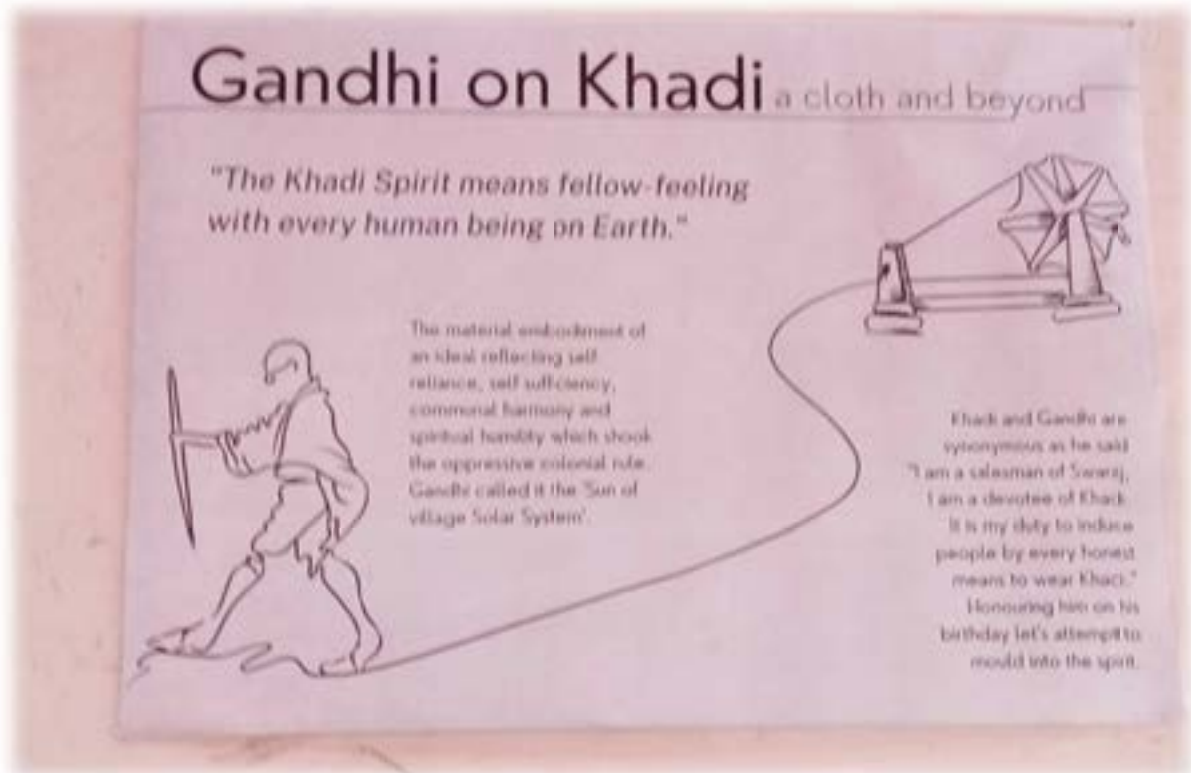 Gandhi on Khadi a cloth and beyond
"The Khadi Spirit means fellow-feeling
with every human being on Earth."
The material embodiment of
an ideal reflecting self
reliance, self sufficiency,
communal harmony and
spiritual humility which shook
the oppressive colonial rule.
Gandhi called it the 'Sun of
village Solar System'.
Khadi and Gandhi are
synonymous as he said
"I am a salesman of Swaraj,
I am a devotee of Khadi.
It is my duty to induce
people by every honest
means to wear Khadi."
Honouring him on his
birthday let's attempt to
mould into the spirit.